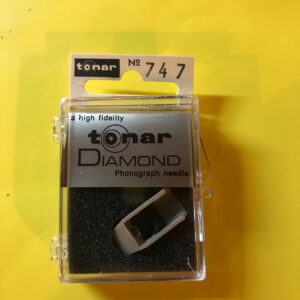 tonar No 747
a high fidelity
tonar
DIAMOND
Phonograph needle